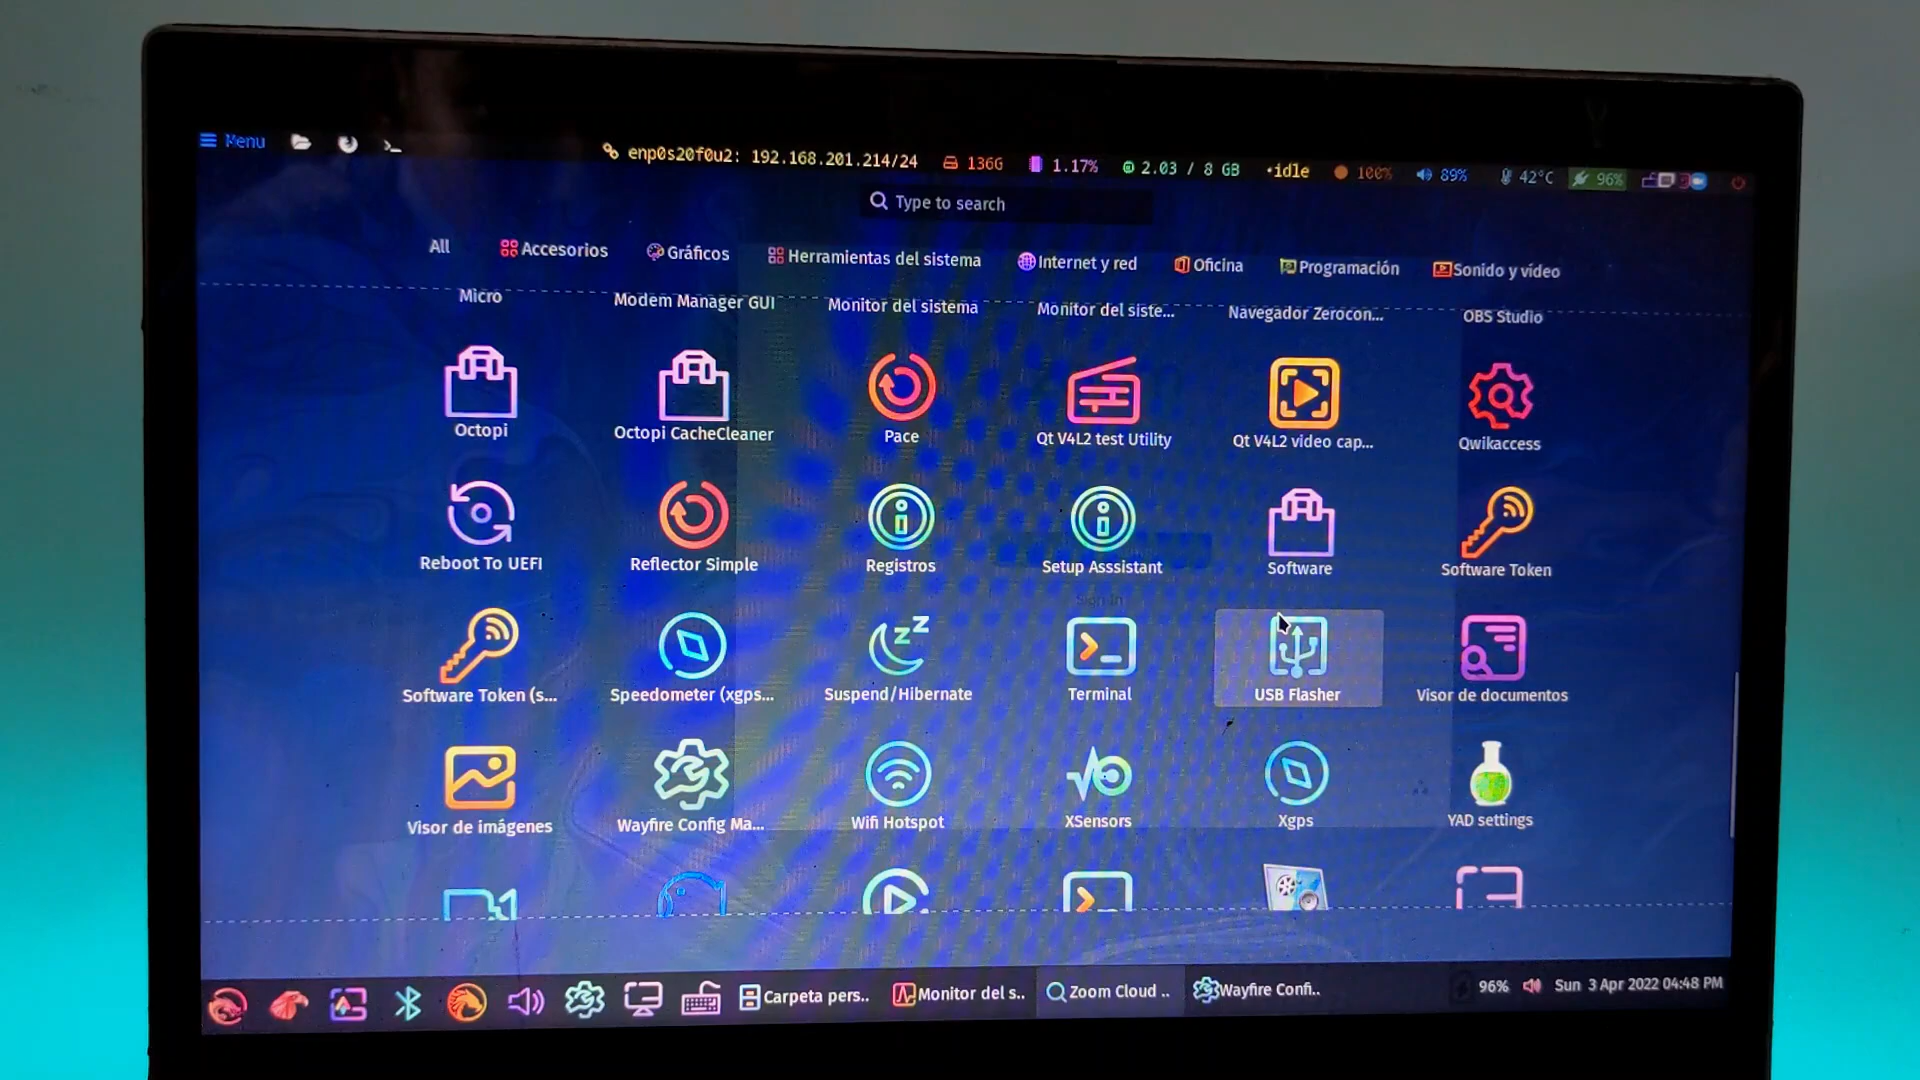 Menu
enp0s20f0u2: 192.168.201.214/24 136G 1.17% 2.03 / 8 GB •idle 100% 89% 42°C 96%
Type to search
All Accesorios Gráficos Herramientas del sistema Internet y red Oficina Programación Sonido y vídeo
Micro Modem Manager GUI Monitor del sistema Monitor del siste... Navegador Zerocon... OBS Studio
Octopi Octopi CacheCleaner Pace Qt V4L2 test Utility Qt V4L2 video cap... Qwikaccess
Reboot To UEFI Reflector Simple Registros Setup Asssistant Software Software Token
Sign In
Software Token (s... Speedometer (xgps... Suspend/Hibernate Terminal USB Flasher Visor de documentos
Visor de imágenes Wayfire Config Ma... Wifi Hotspot XSensors Xgps YAD settings
Carpeta pers.. Monitor del s.. Zoom Cloud .. Wayfire Confi.. 96% Sun 3 Apr 2022 04:48 PM